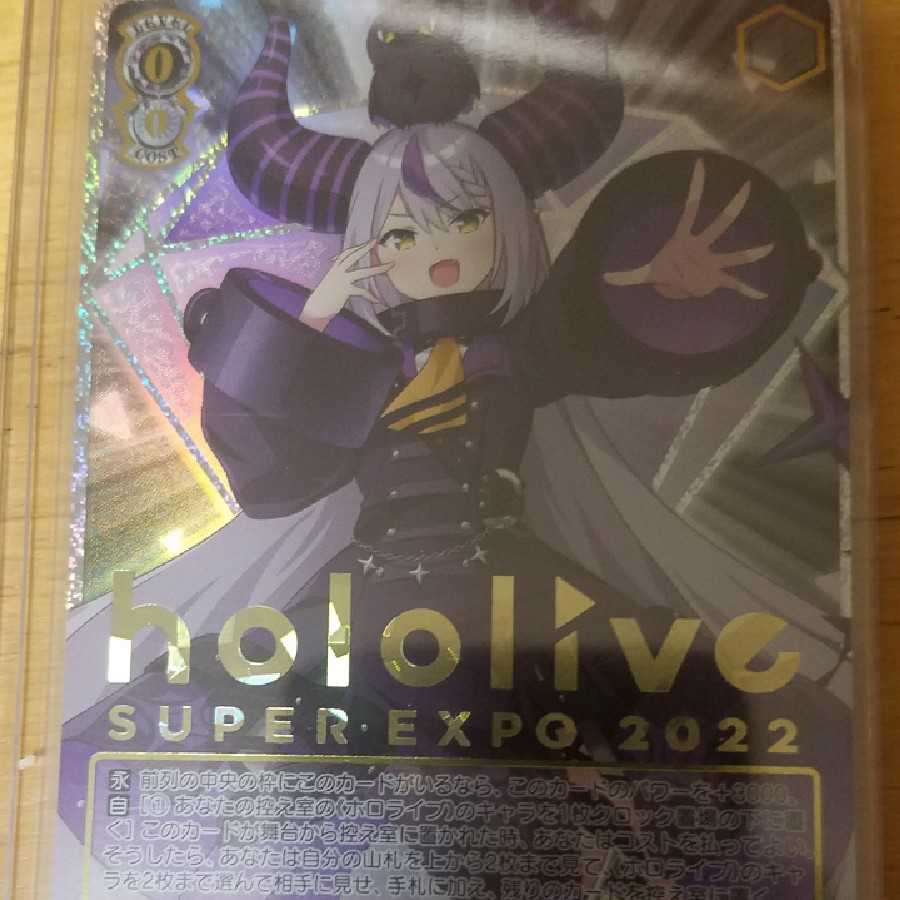 LEVEL
0
0
COST
hololive
SUPER EXPO 2022
永 前列の中央の枠にこのカードがいるなら、このカードのパワーを+3000。
自 [(1) あなたの控え室の《ホロライブ》のキャラを1枚クロック置場の下に置
く] このカードが舞台から控え室に置かれた時、あなたはコストを払ってよい。
そうしたら、あなたは自分の山札を上から2枚まで見て、《ホロライブ》のキャ
ラを2枚まで選んで相手に見せ、手札に加え、残りのカードを控え室に置く。